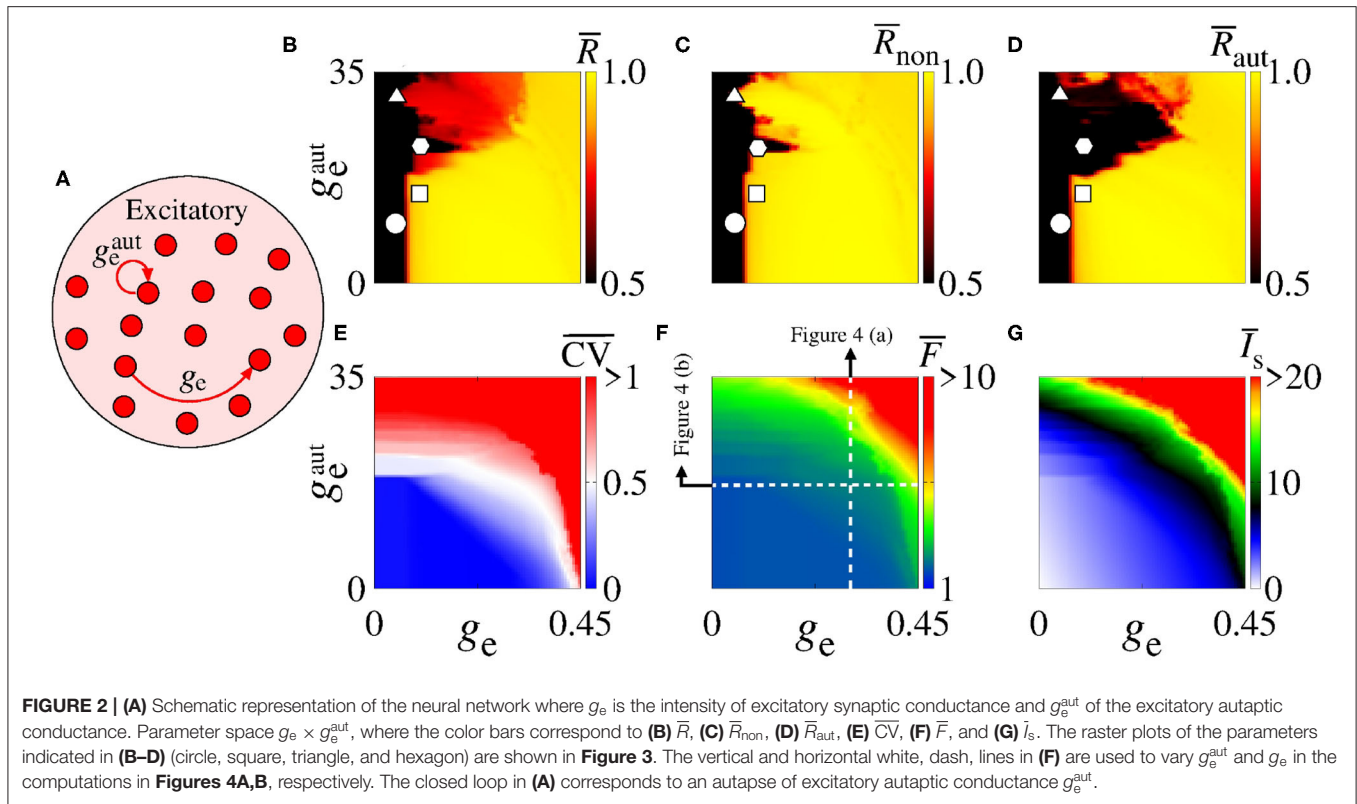 A
Excitatory
g_e^aut
g_e
B
R̅
35
g_e^aut
0
1.0
0.5
C
R̅_non
1.0
0.5
D
R̅_aut
1.0
0.5
E
C̅V̅
35
g_e^aut
0
0
g_e
0.45
>1
0.5
0
F
Figure 4 (a)
Figure 4 (b)
F̅
>10
1
0
g_e
0.45
G
I̅_s
>20
10
0
0
g_e
0.45
FIGURE 2 | (A) Schematic representation of the neural network where g_e is the intensity of excitatory synaptic conductance and g_e^aut of the excitatory autaptic
conductance. Parameter space g_e × g_e^aut, where the color bars correspond to (B) R̅, (C) R̅_non, (D) R̅_aut, (E) C̅V̅, (F) F̅, and (G) I̅_s. The raster plots of the parameters
indicated in (B–D) (circle, square, triangle, and hexagon) are shown in Figure 3. The vertical and horizontal white, dash, lines in (F) are used to vary g_e^aut and g_e in the
computations in Figures 4A,B, respectively. The closed loop in (A) corresponds to an autapse of excitatory autaptic conductance g_e^aut.